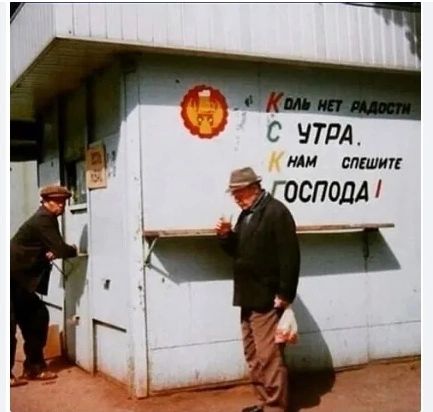 Коль нет радости
с утра.
К нам спешите
господа!